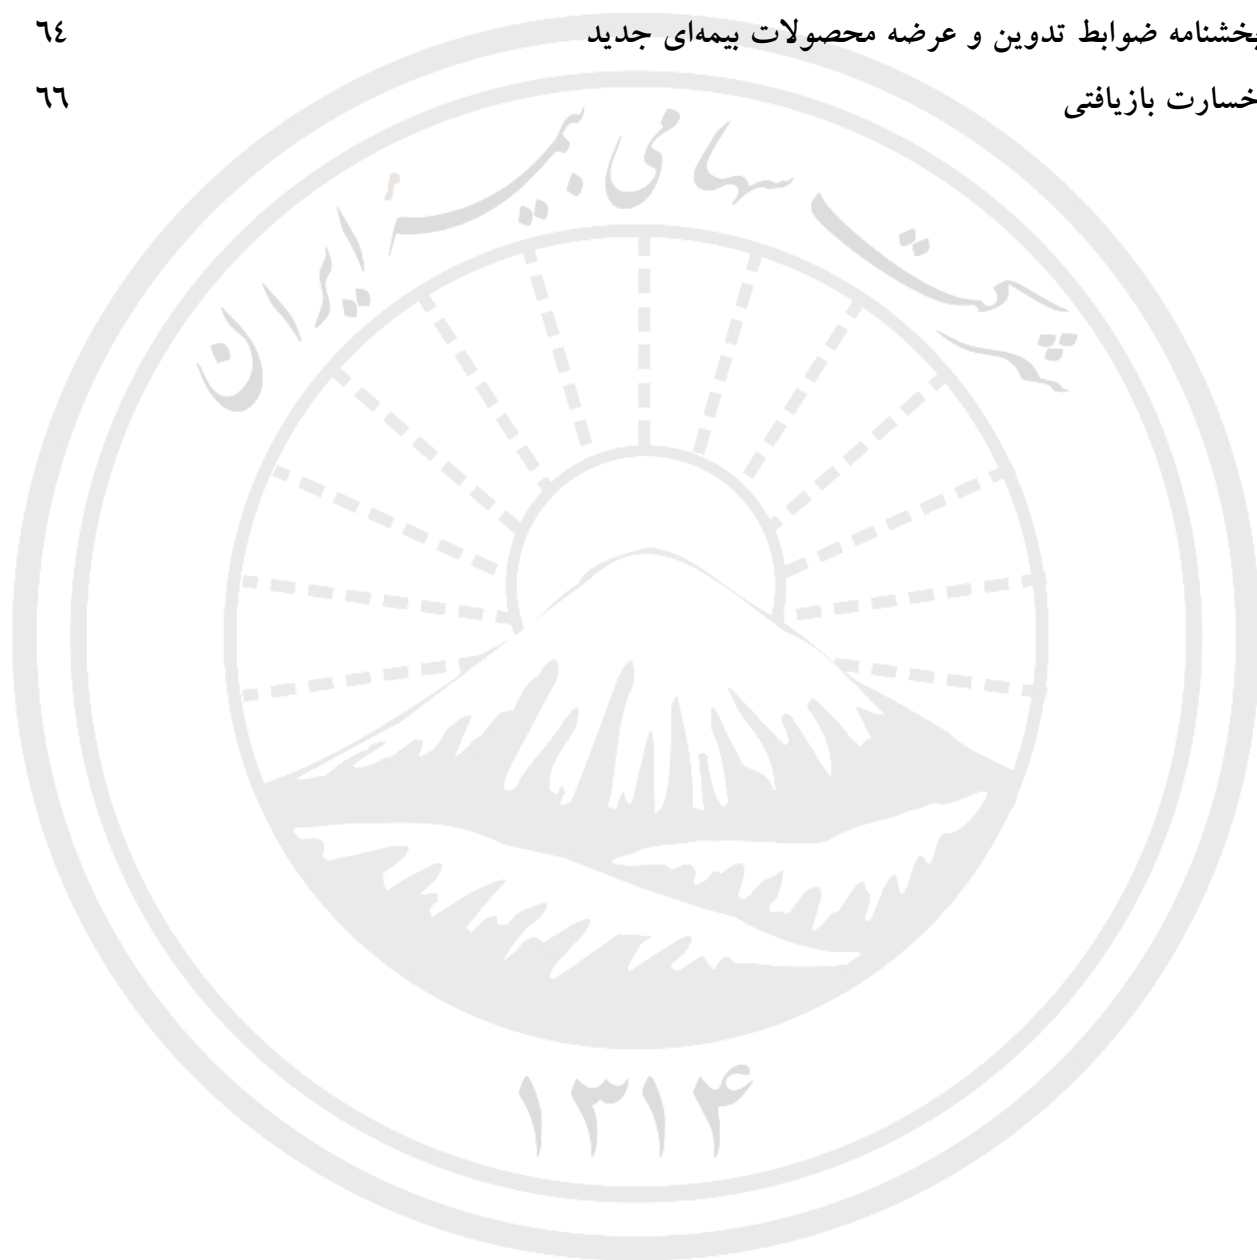 بخشنامه ضوابط تدوین و عرضه محصولات بیمه‌ای جدید ٦٤
خسارت بازیافتی ٦٦
شرکت سهامی بیمه ایران
۱۳۱۴